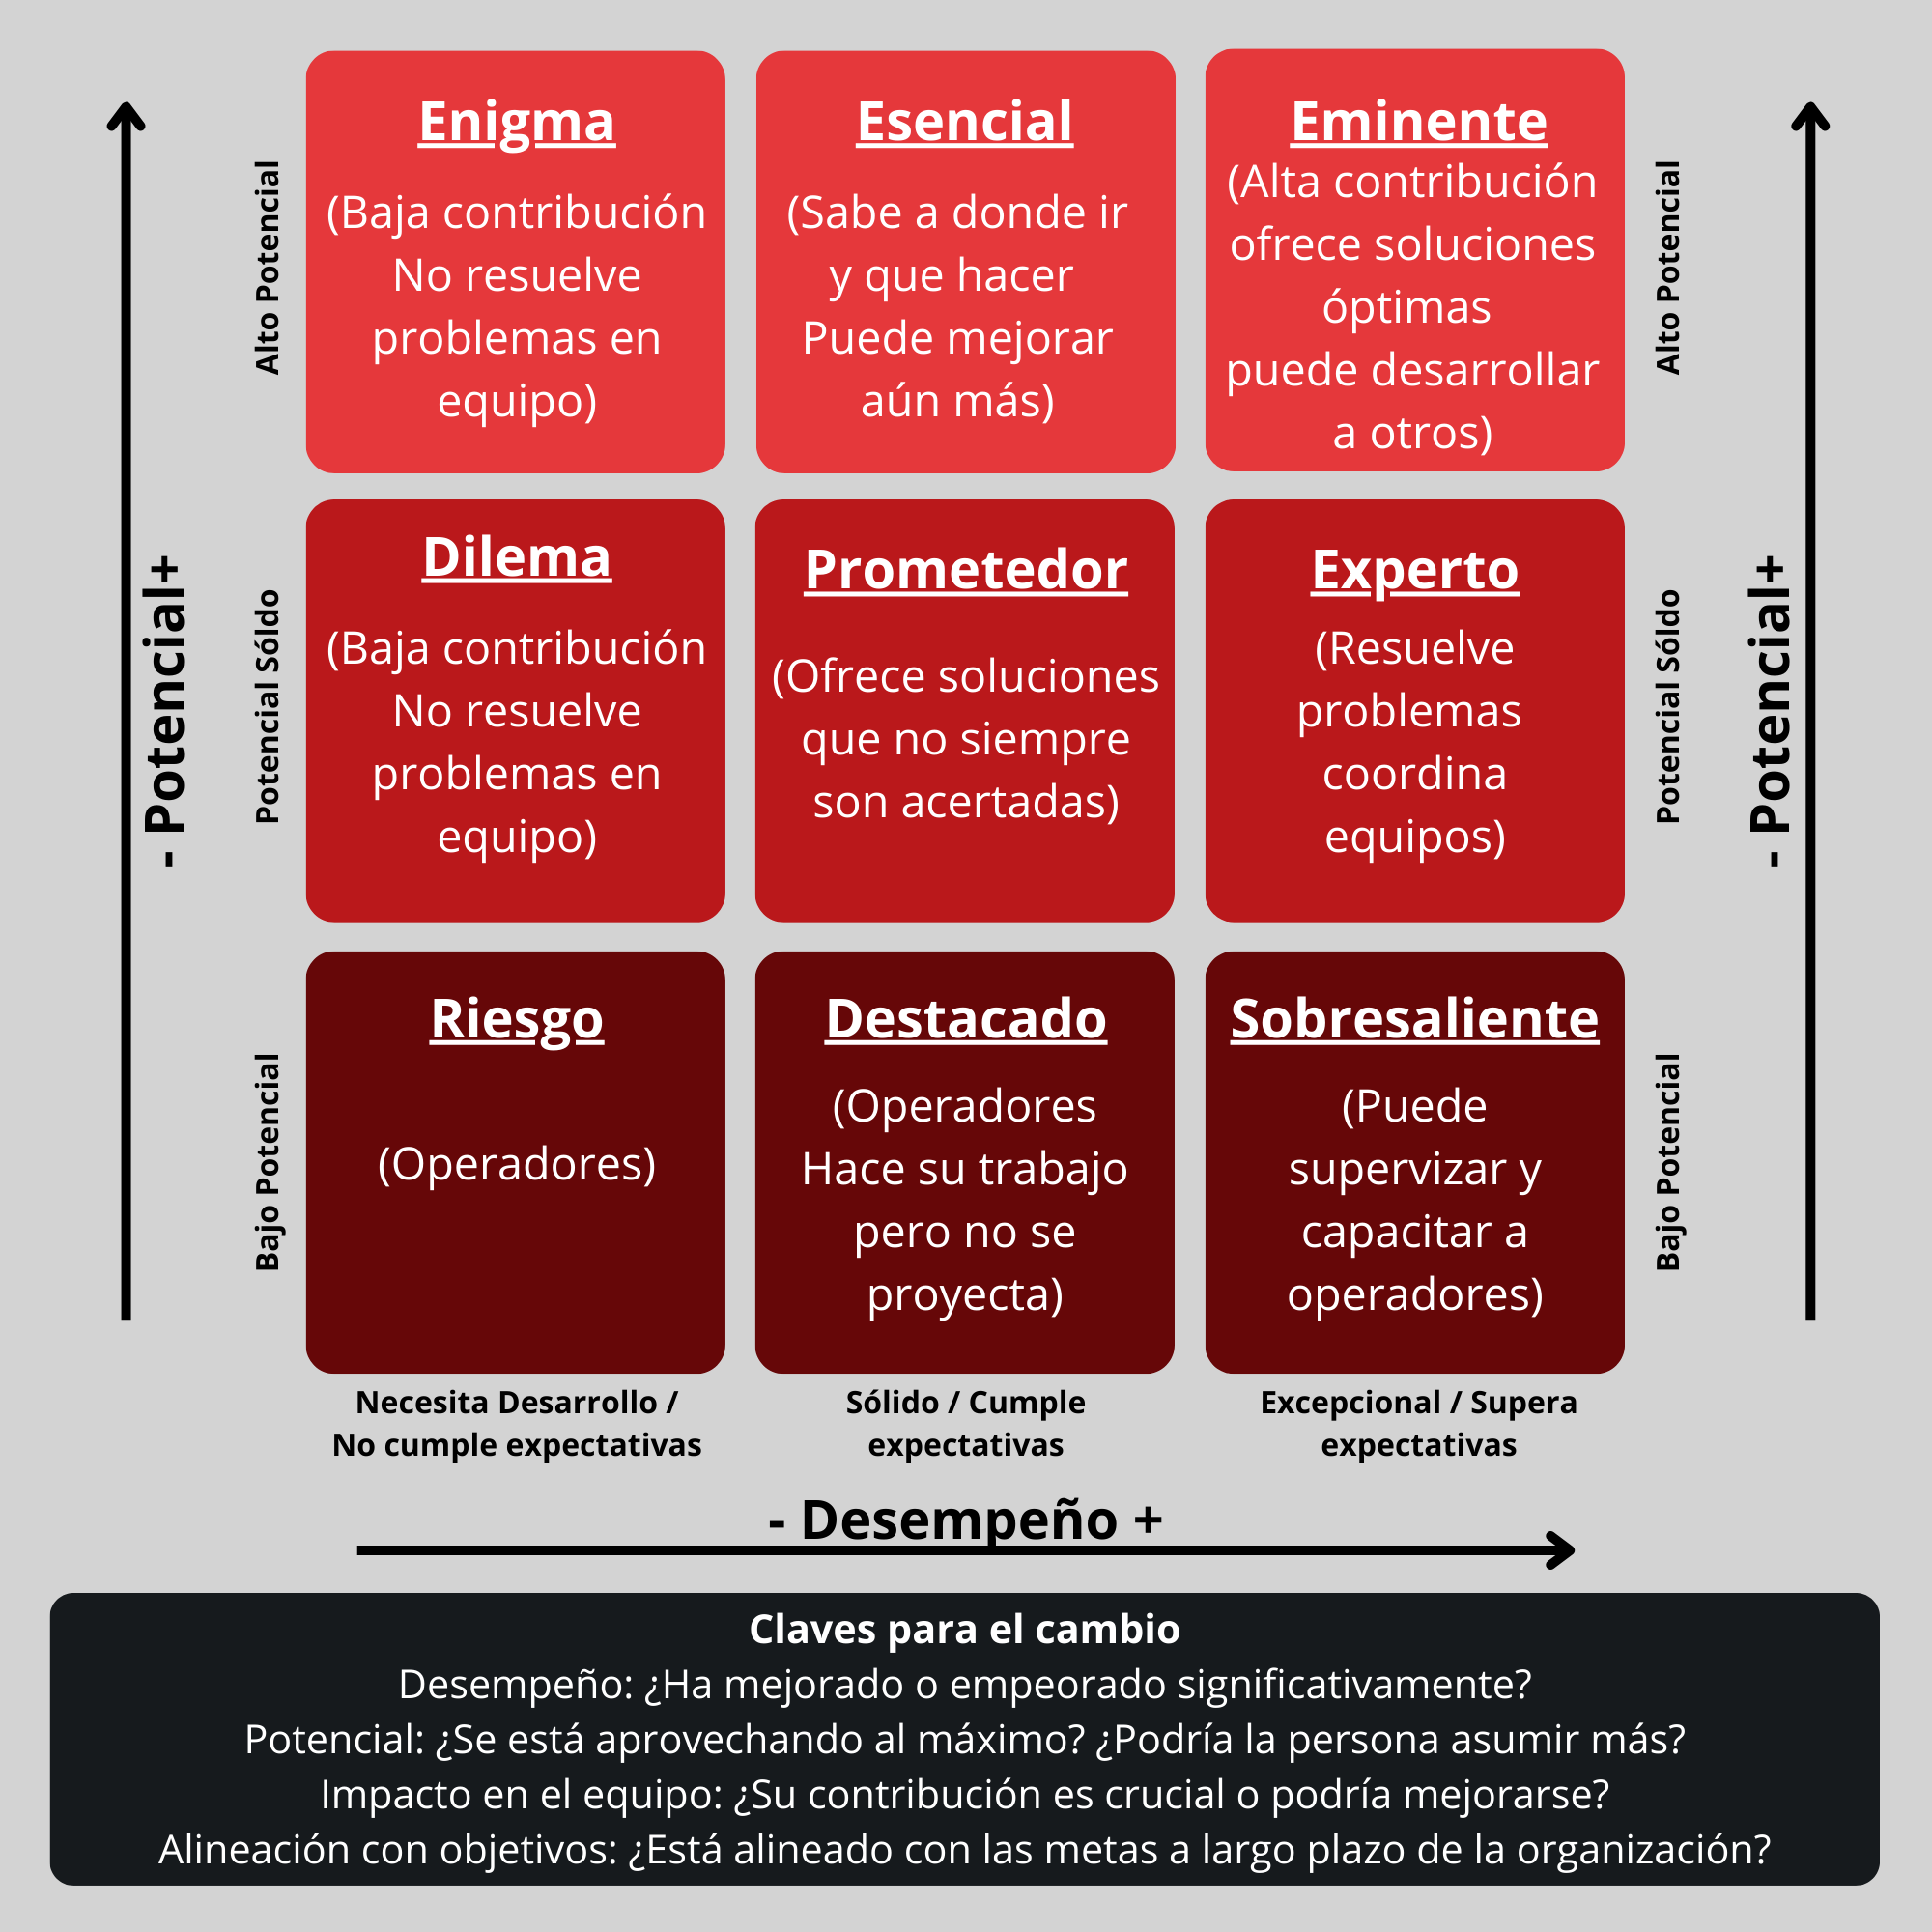 Enigma
(Baja contribución
No resuelve
problemas en
equipo)
Esencial
(Sabe a donde ir
y que hacer
Puede mejorar
aún más)
Eminente
(Alta contribución
ofrece soluciones
óptimas
puede desarrollar
a otros)
Alto Potencial
Alto Potencial
Dilema
(Baja contribución
No resuelve
problemas en
equipo)
Prometedor
(Ofrece soluciones
que no siempre
son acertadas)
Experto
(Resuelve
problemas
coordina
equipos)
- Potencial+
Potencial Sóldo
Potencial Sóldo
- Potencial+
Riesgo
(Operadores)
Destacado
(Operadores
Hace su trabajo
pero no se
proyecta)
Sobresaliente
(Puede
supervizar y
capacitar a
operadores)
Bajo Potencial
Bajo Potencial
Necesita Desarrollo /
No cumple expectativas
Sólido / Cumple
expectativas
Excepcional / Supera
expectativas
- Desempeño +
Claves para el cambio
Desempeño: ¿Ha mejorado o empeorado significativamente?
Potencial: ¿Se está aprovechando al máximo? ¿Podría la persona asumir más?
Impacto en el equipo: ¿Su contribución es crucial o podría mejorarse?
Alineación con objetivos: ¿Está alineado con las metas a largo plazo de la organización?